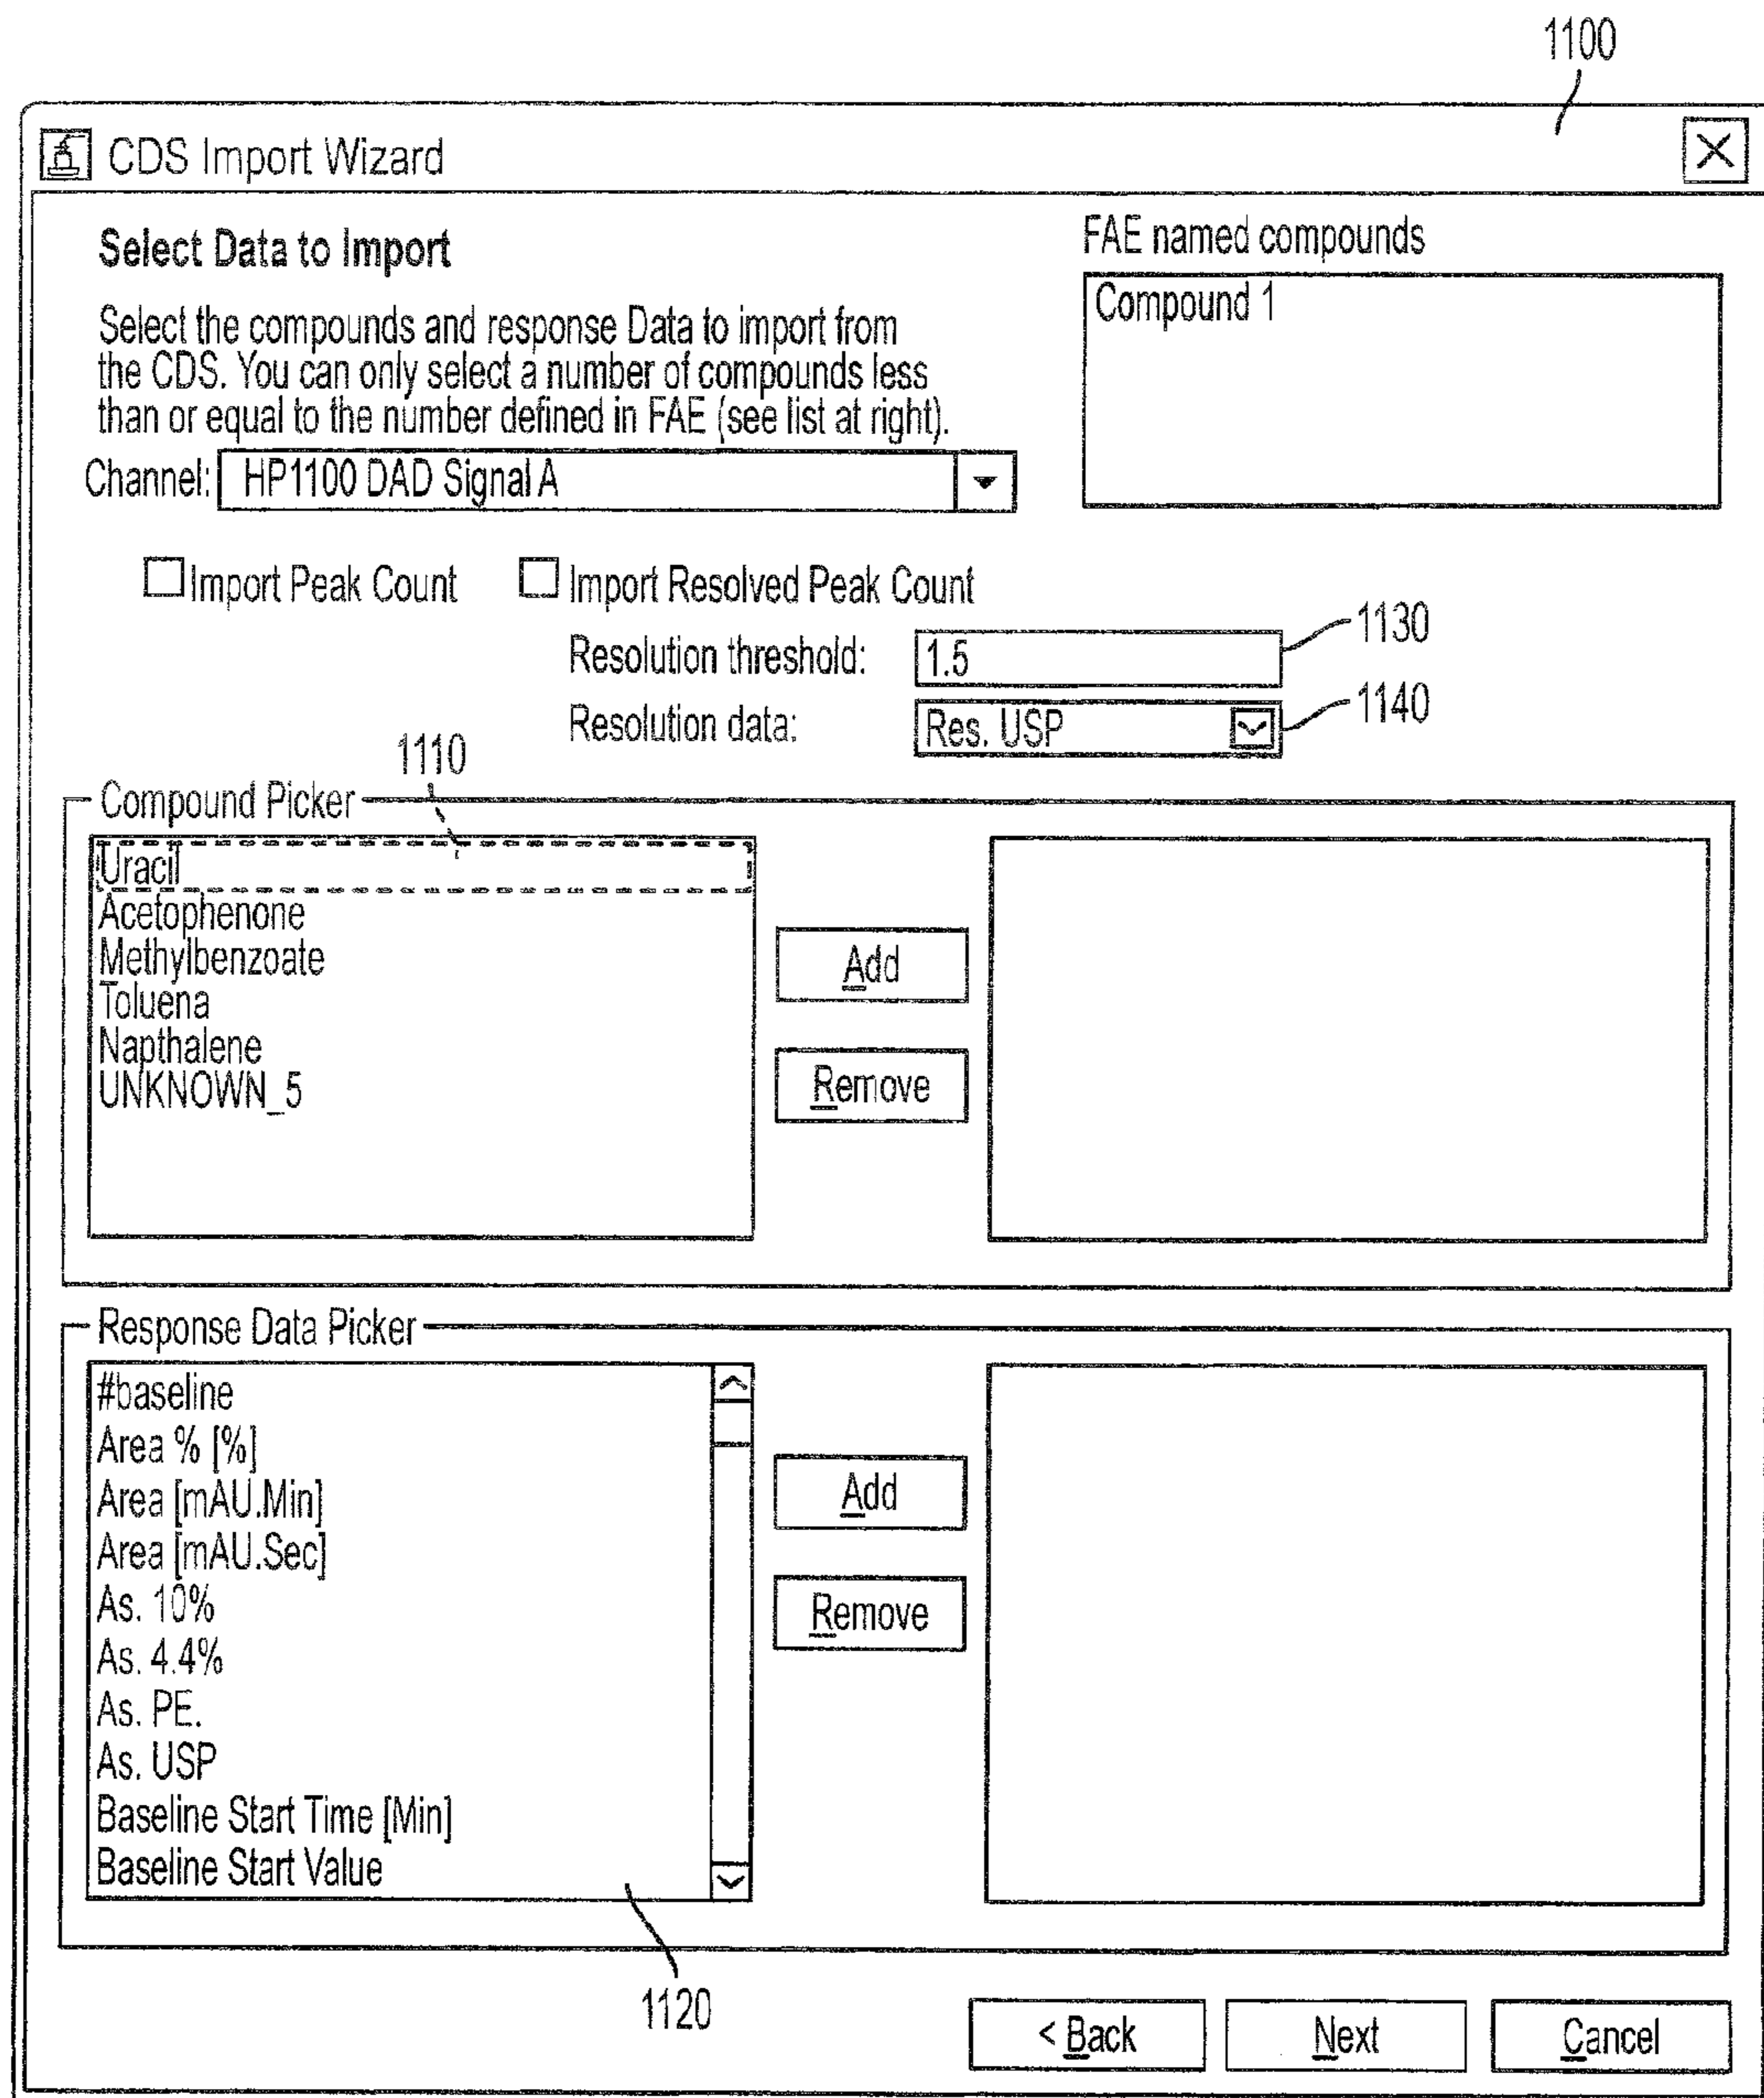 1100
CDS Import Wizard
Select Data to Import
Select the compounds and response Data to import from
the CDS. You can only select a number of compounds less
than or equal to the number defined in FAE (see list at right).
FAE named compounds
Compound 1
Channel: HP1100 DAD Signal A
Import Peak Count Import Resolved Peak Count
Resolution threshold: 1.5 1130
Resolution data: Res. USP 1140
1110
Compound Picker
Uracil
Acetophenone
Methylbenzoate
Toluena
Napthalene
UNKNOWN_5
Add
Remove
Response Data Picker
#baseline
Area % [%]
Area [mAU.Min]
Area [mAU.Sec]
As. 10%
As. 4.4%
As. PE.
As. USP
Baseline Start Time [Min]
Baseline Start Value
Add
Remove
1120
< Back Next Cancel